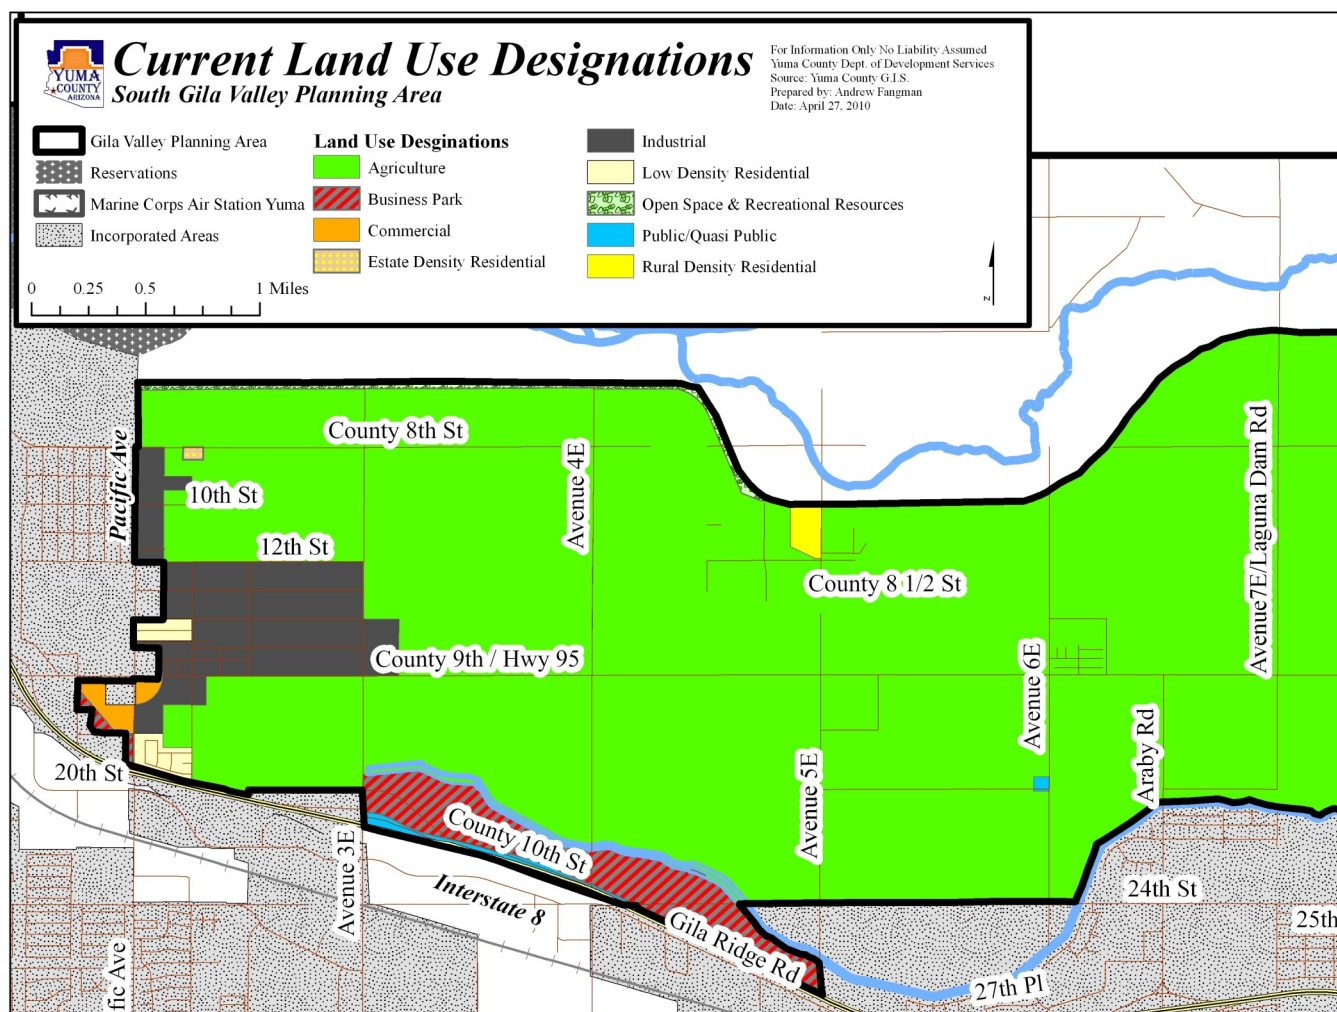 YUMA
COUNTY
ARIZONA
Current Land Use Designations
South Gila Valley Planning Area
For Information Only No Liability Assumed
Yuma County Dept. of Development Services
Source: Yuma County G.I.S.
Prepared by: Andrew Fangman
Date: April 27, 2010
Gila Valley Planning Area
Reservations
Marine Corps Air Station Yuma
Incorporated Areas
Land Use Desginations
Agriculture
Business Park
Commercial
Estate Density Residential
Industrial
Low Density Residential
Open Space & Recreational Resources
Public/Quasi Public
Rural Density Residential
0 0.25 0.5 1 Miles
z
County 8th St
Pacific Ave
10th St
Avenue 4E
12th St
County 8 1/2 St
Avenue7E/Laguna Dam Rd
County 9th / Hwy 95
Avenue 6E
Araby Rd
20th St
Avenue 5E
County 10th St
Avenue 3E
Interstate 8
24th St
25th
Gila Ridge Rd
27th Pl
fic Ave